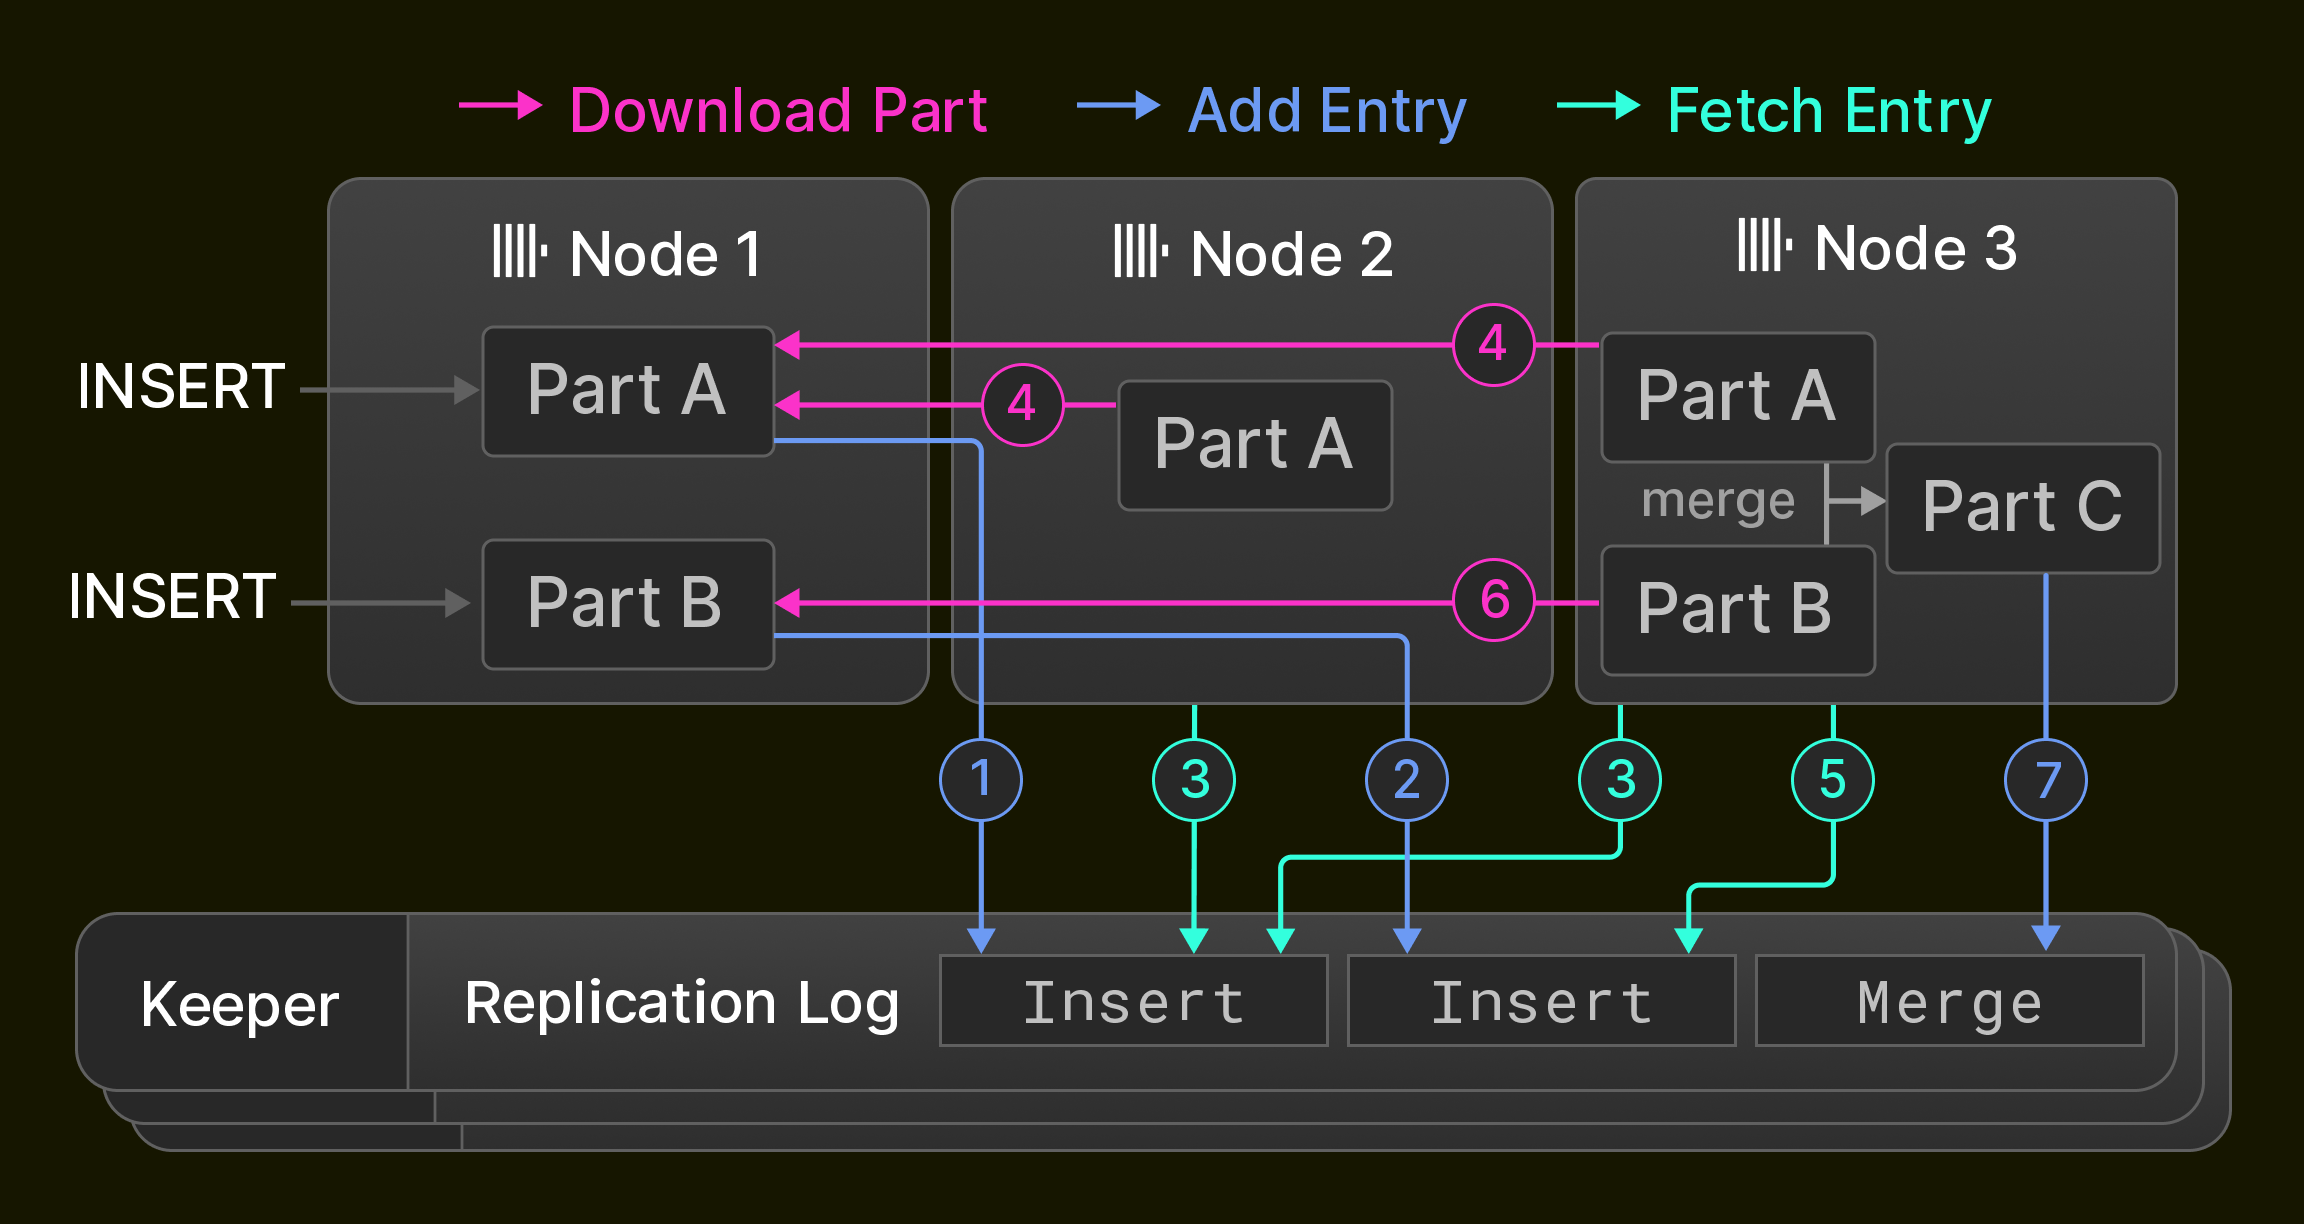 Download Part
Add Entry
Fetch Entry
Node 1
Node 2
Node 3
INSERT
Part A
4
4
Part A
Part A
merge
Part C
INSERT
Part B
6
Part B
1
3
2
3
5
7
Keeper
Replication Log
Insert
Insert
Merge